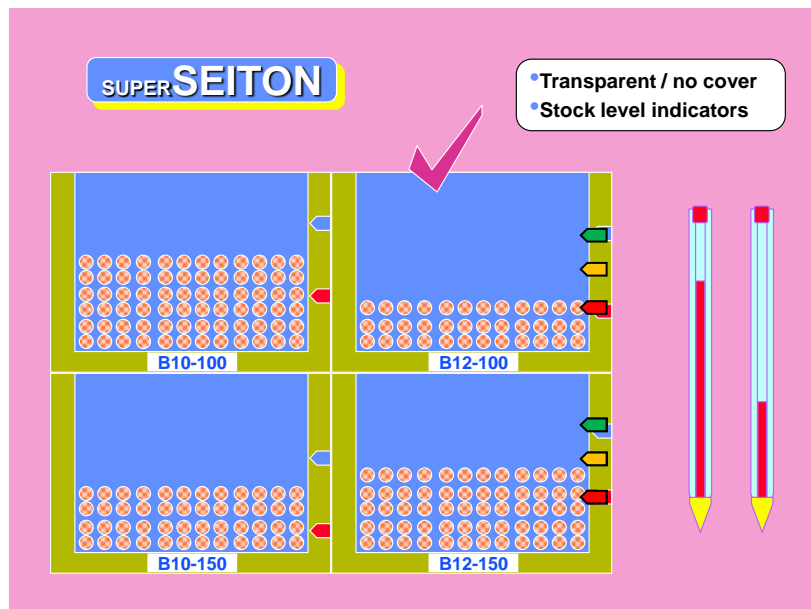 SUPERSEITON
•Transparent / no cover
•Stock level indicators
B10-100
B12-100
B10-150
B12-150